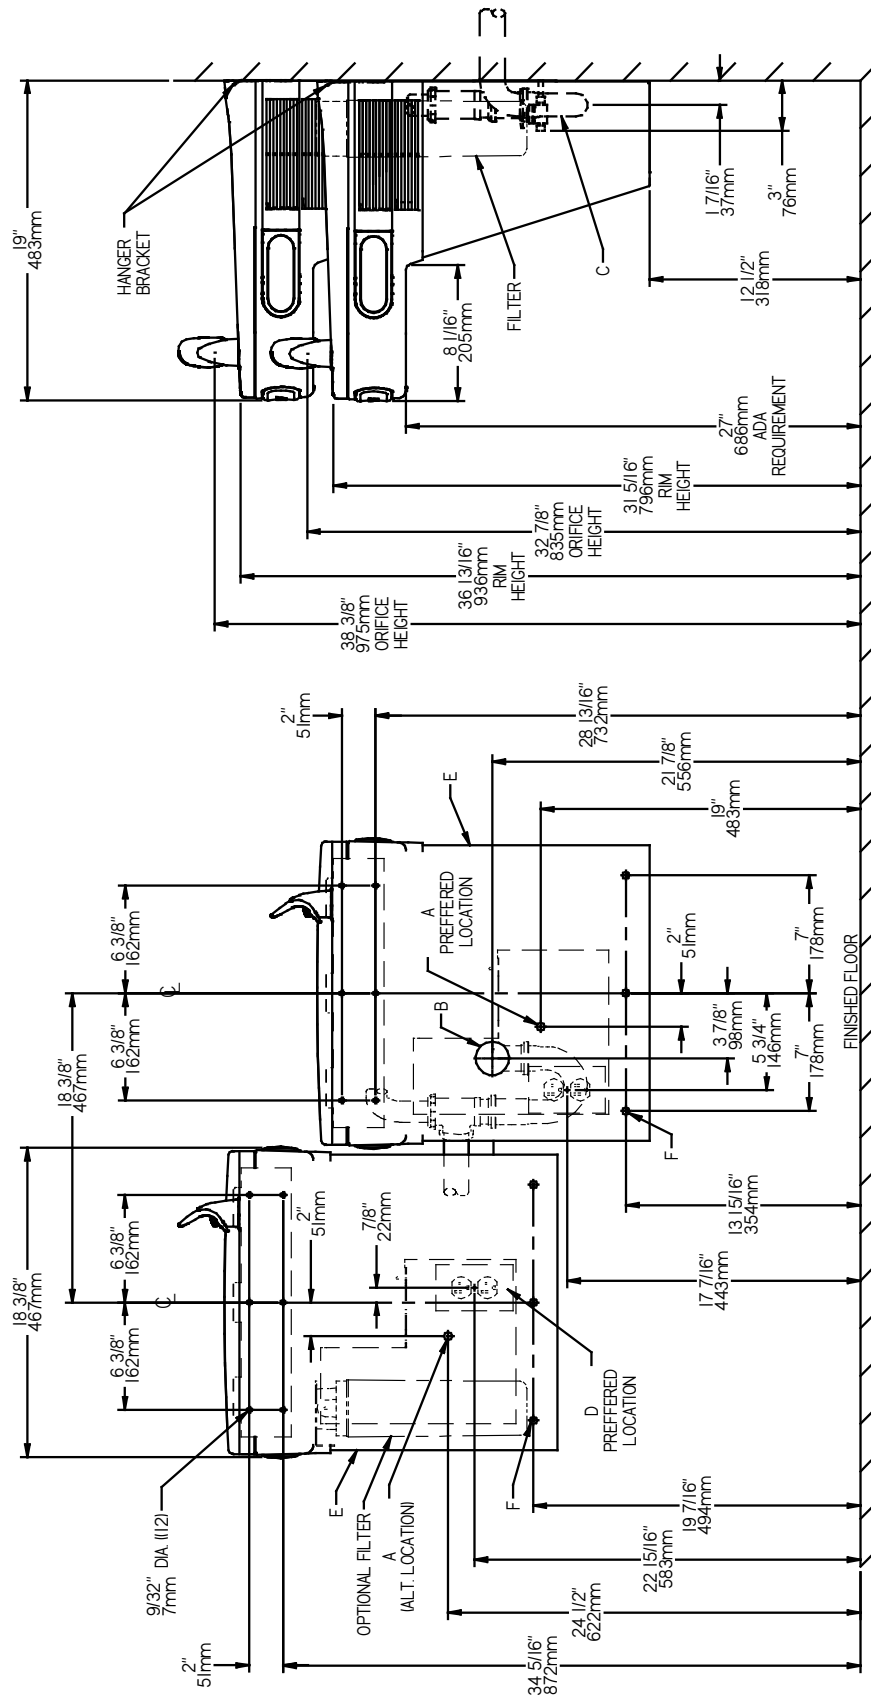 19"
483mm
HANGER
BRACKET
FILTER
C
1 7/16"
37mm
3"
76mm
12 1/2"
318mm
8 1/16"
205mm
27"
686mm
ADA
REQUIREMENT
31 5/16"
796mm
RIM
HEIGHT
32 7/8"
835mm
ORIFICE
HEIGHT
36 13/16"
936mm
RIM
HEIGHT
38 3/8"
975mm
ORIFICE
HEIGHT
2"
51mm
28 13/16"
732mm
21 7/8"
556mm
19"
483mm
E
A
PREFFERED
LOCATION
B
6 3/8"
162mm
6 3/8"
162mm
18 3/8"
467mm
CL
2"
51mm
3 7/8"
98mm
5 3/4"
146mm
7"
178mm
7"
178mm
FINISHED FLOOR
F
13 15/16"
354mm
17 7/16"
443mm
18 3/8"
467mm
6 3/8"
162mm
6 3/8"
162mm
CL
2"
51mm
7/8"
22mm
9/32" DIA. (112)
7mm
E
OPTIONAL FILTER
A
(ALT. LOCATION)
D
PREFFERED
LOCATION
F
19 7/16"
494mm
22 15/16"
583mm
24 1/2"
622mm
34 5/16"
872mm
2"
51mm